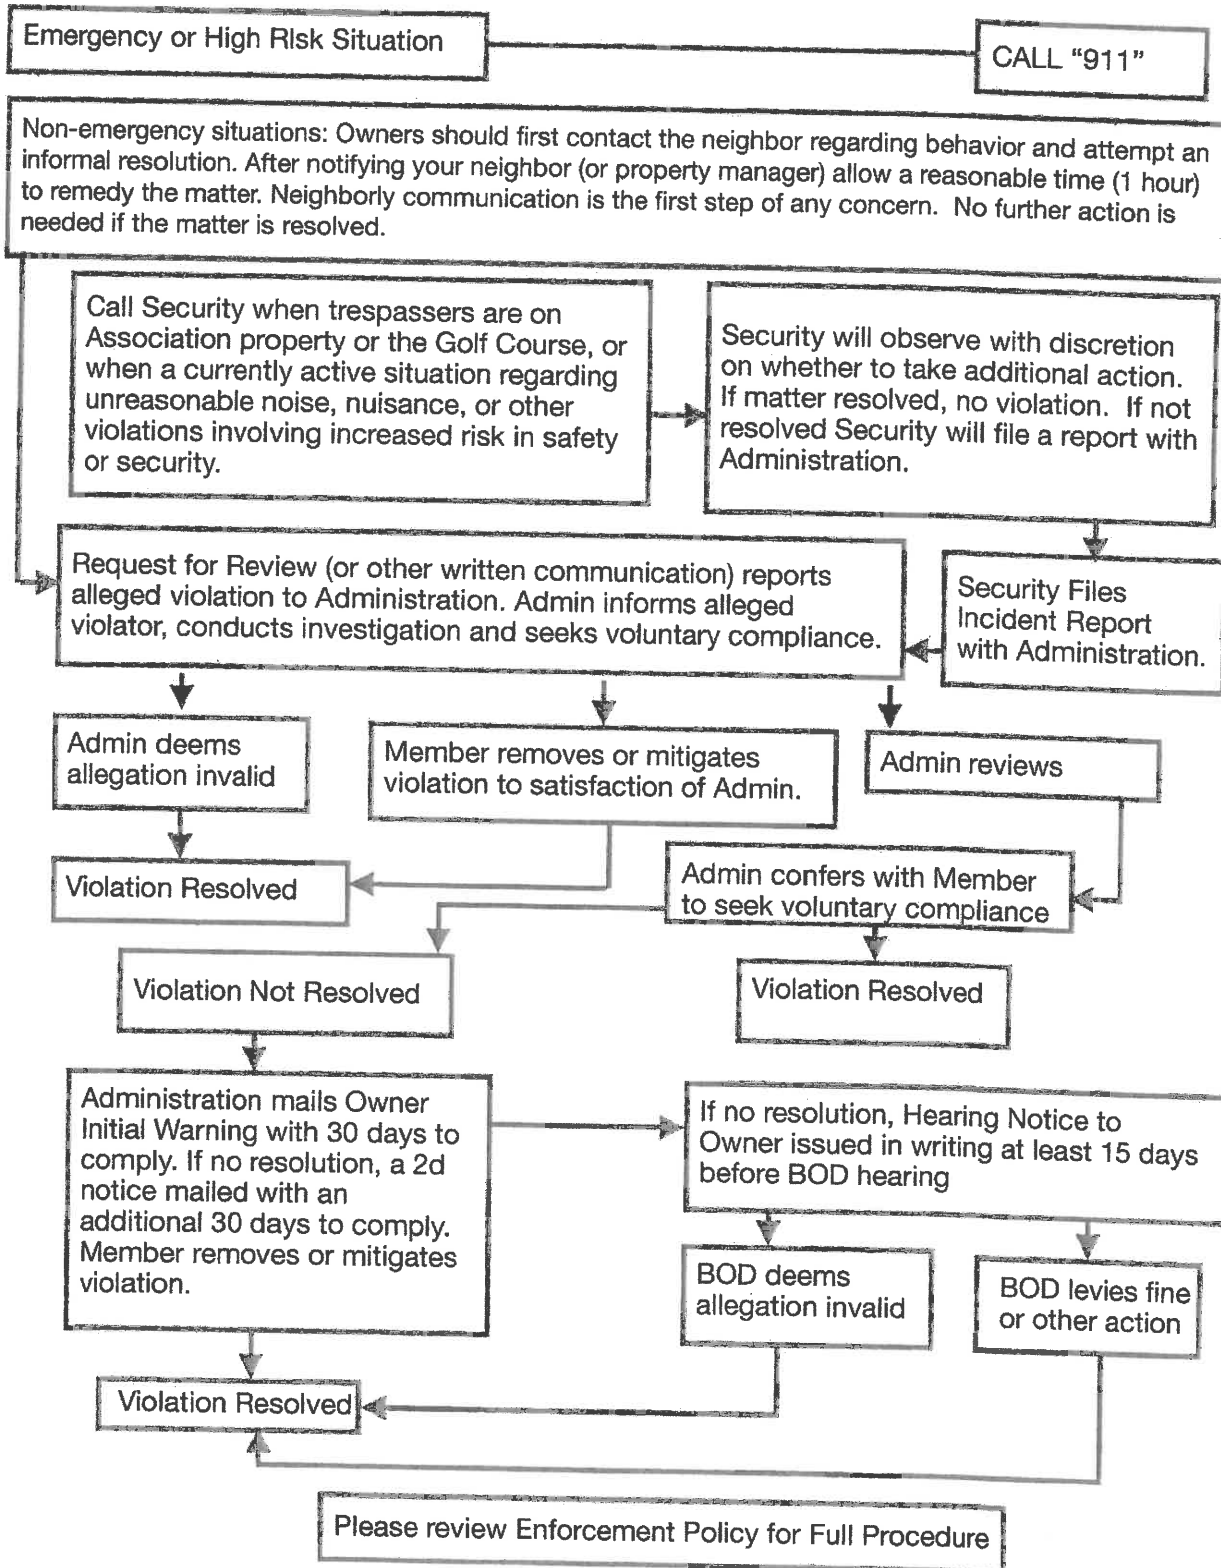 Emergency or High RIsk Situation
CALL “911”
Non-emergency situations: Owners should first contact the neighbor regarding behavior and attempt an
informal resolution. After notifying your neighbor (or property manager) allow a reasonable time (1 hour)
to remedy the matter. Neighborly communication is the first step of any concern.  No further action is
needed if the matter is resolved.
Call Security when trespassers are on
Association property or the Golf Course, or
when a currently active situation regarding
unreasonable noise, nuisance, or other
violations involving increased risk in safety
or security.
Security will observe with discretion
on whether to take additional action.
If matter resolved, no violation.  If not
resolved Security will file a report with
Administration.
Request for Review (or other written communication) reports
alleged violation to Administration. Admin informs alleged
violator, conducts investigation and seeks voluntary compliance.
Security Files
Incident Report
with Administration.
Admin deems
allegation invalid
Member removes or mitigates
violation to satisfaction of Admin.
Admin reviews
Violation Resolved
Admin confers with Member
to seek voluntary compliance
Violation Not Resolved
Violation Resolved
Administration mails Owner
Initial Warning with 30 days to
comply. If no resolution, a 2d
notice mailed with an
additional 30 days to comply.
Member removes or mitigates
violation.
If no resolution, Hearing Notice to
Owner issued in writing at least 15 days
before BOD hearing
BOD deems
allegation invalid
BOD levies fine
or other action
Violation Resolved
Please review Enforcement Policy for Full Procedure